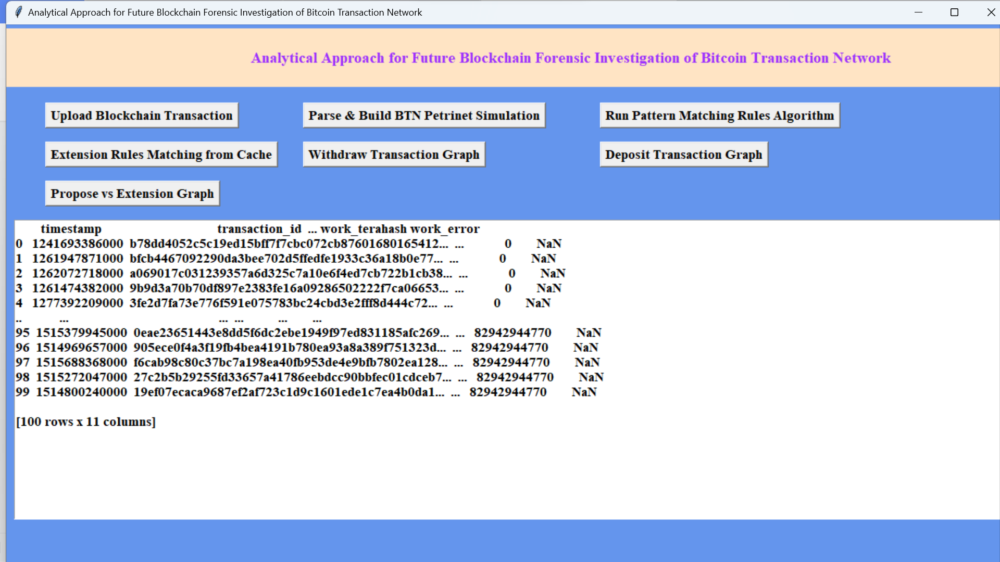 Analytical Approach for Future Blockchain Forensic Investigation of Bitcoin Transaction Network
Analytical Approach for Future Blockchain Forensic Investigation of Bitcoin Transaction Network
Upload Blockchain Transaction Parse & Build BTN Petrinet Simulation Run Pattern Matching Rules Algorithm
Extension Rules Matching from Cache Withdraw Transaction Graph Deposit Transaction Graph
Propose vs Extension Graph
timestamp transaction_id ... work_terahash work_error
0 1241693386000 b78dd4052c5c19ed15bff7f7cbc072cb87601680165412... ... 0 NaN
1 1261947871000 bfcb4467092290da3bee702d5ffedfe1933c36a18b0e77... ... 0 NaN
2 1262072718000 a069017c031239357a6d325c7a10e6f4ed7cb722b1cb38... ... 0 NaN
3 1261474382000 9b9d3a70b70df897e2383fe16a09286502222f7ca06653... ... 0 NaN
4 1277392209000 3fe2d7fa73e776f591e075783bc24cbd3e2fff8d444c72... ... 0 NaN
.. ... ... ... ... ...
95 1515379945000 0eae23651443e8dd5f6dc2ebe1949f97ed831185afc269... ... 82942944770 NaN
96 1514969657000 905ece0f4a3f19fb4bea4191b780ea93a8a389f751323d... ... 82942944770 NaN
97 1515688368000 f6cab98c80c37bc7a198ea40fb953de4e9bfb7802ea128... ... 82942944770 NaN
98 1515272047000 27c2b5b29255fd33657a41786eebdcc90bbfec01cdceb7... ... 82942944770 NaN
99 1514800240000 19ef07ecaca9687ef2af723c1d9c1601ede1c7ea4b0da1... ... 82942944770 NaN
[100 rows x 11 columns]